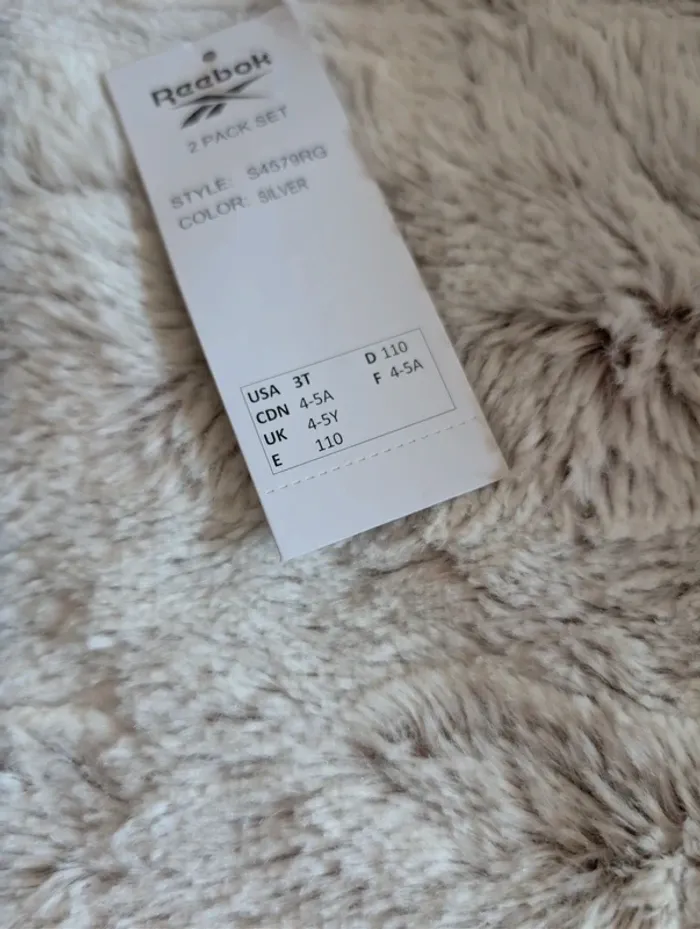 Reebok
2 PACK SET
STYLE: S4579RG
COLOR: SILVER
USA 3T D 110
CDN 4-5A F 4-5A
UK 4-5Y
E 110